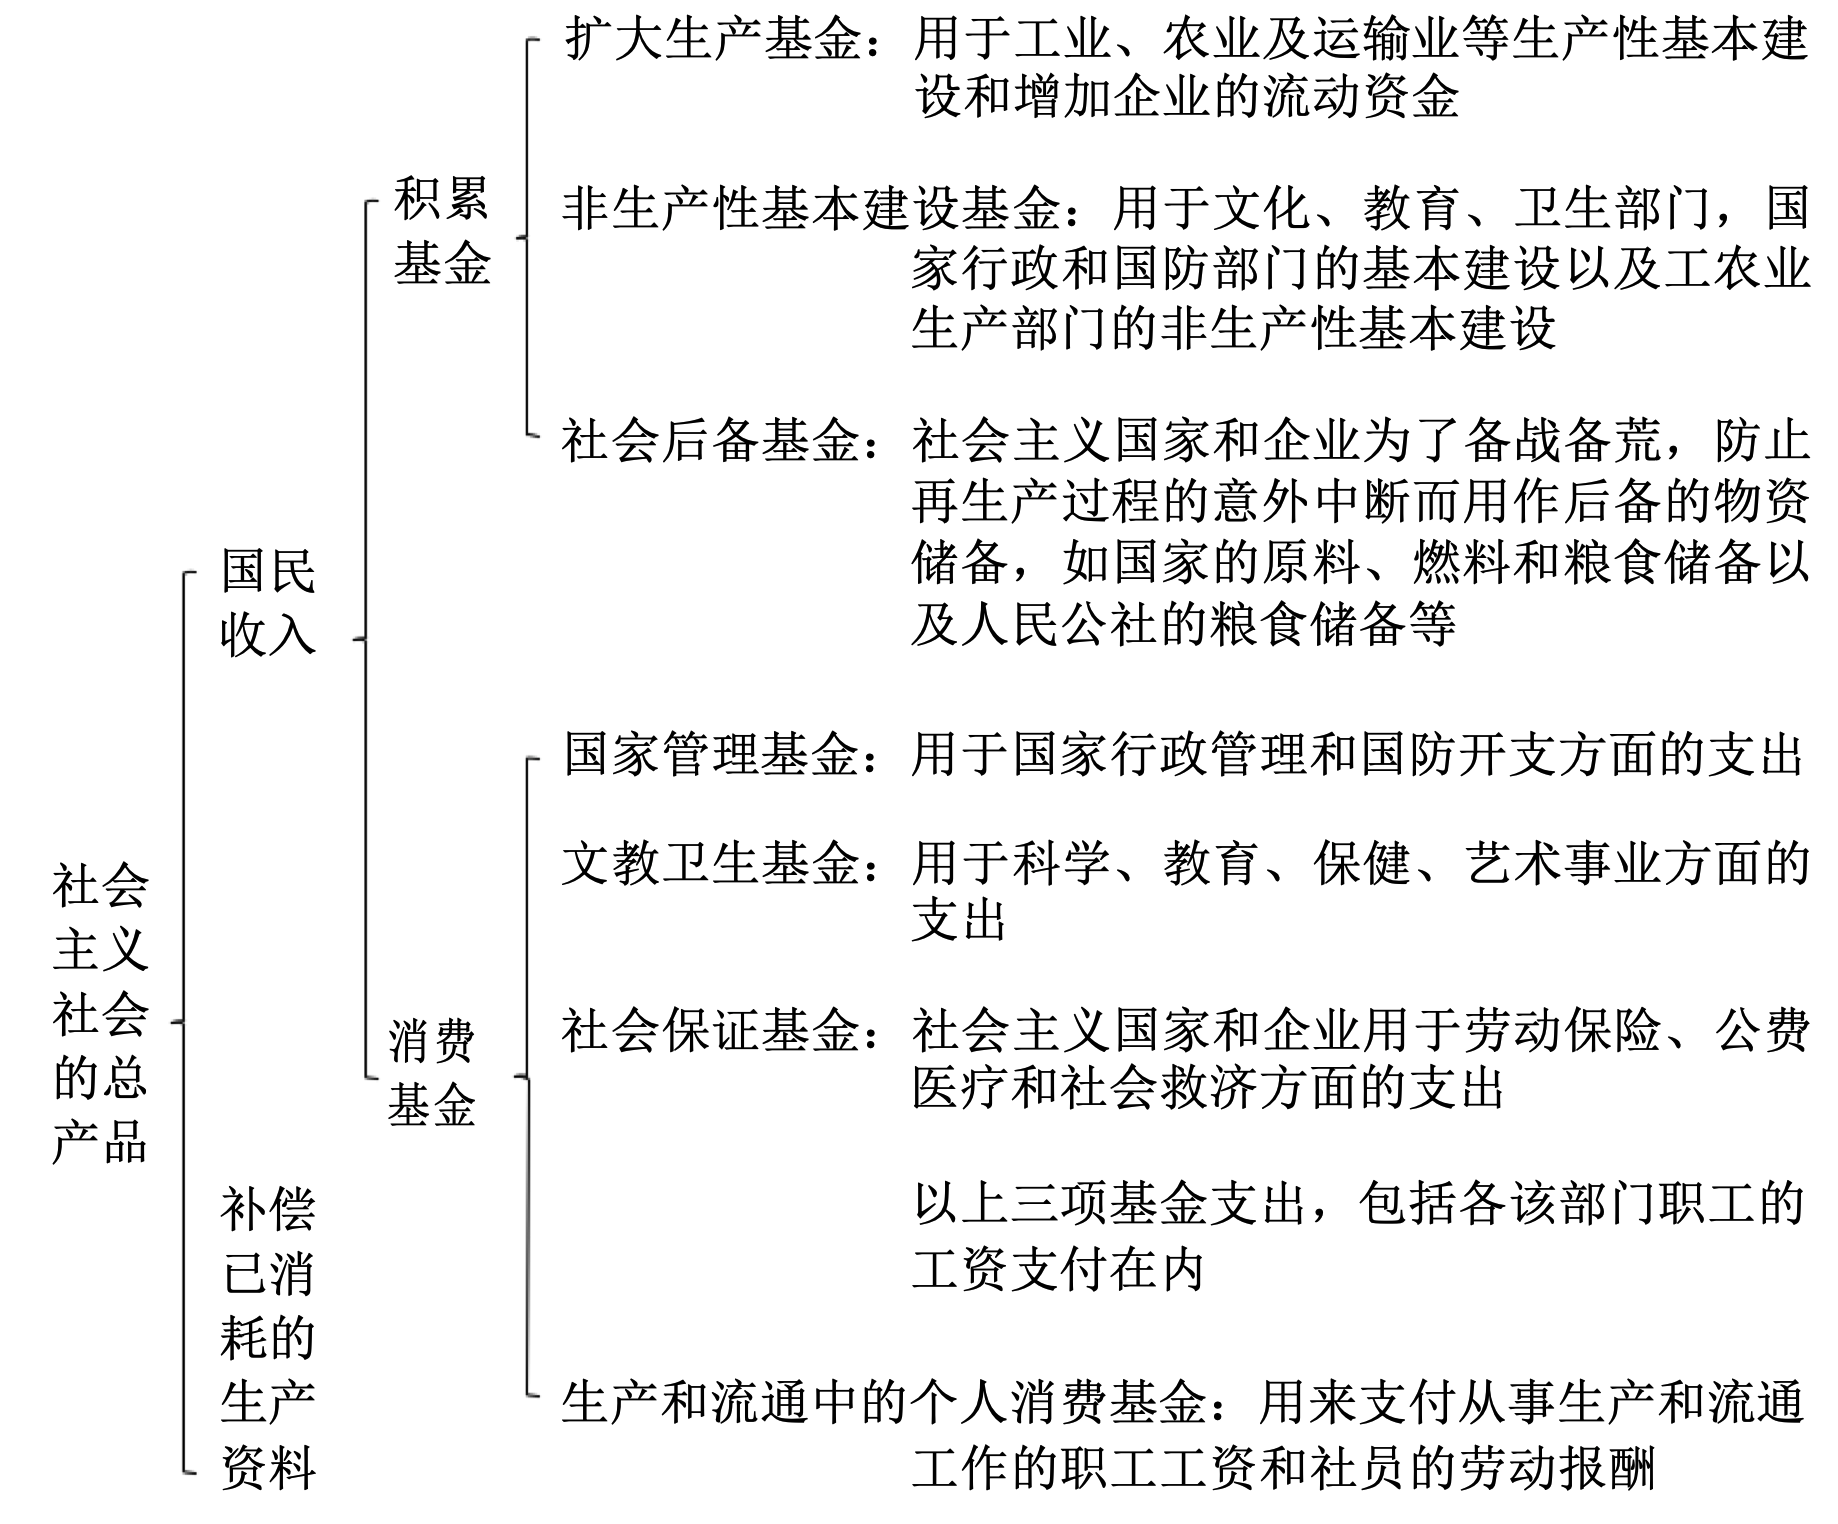 社会
主义
社会
的总
产品
国民
收入
积累
基金
扩大生产基金：用于工业、农业及运输业等生产性基本建
设和增加企业的流动资金
非生产性基本建设基金：用于文化、教育、卫生部门，国
家行政和国防部门的基本建设以及工农业
生产部门的非生产性基本建设
社会后备基金：社会主义国家和企业为了备战备荒，防止
再生产过程的意外中断而用作后备的物资
储备，如国家的原料、燃料和粮食储备以
及人民公社的粮食储备等
消费
基金
国家管理基金：用于国家行政管理和国防开支方面的支出
文教卫生基金：用于科学、教育、保健、艺术事业方面的
支出
社会保证基金：社会主义国家和企业用于劳动保险、公费
医疗和社会救济方面的支出
以上三项基金支出，包括各该部门职工的
工资支付在内
生产和流通中的个人消费基金：用来支付从事生产和流通
工作的职工工资和社员的劳动报酬
补偿
已消
耗的
生产
资料